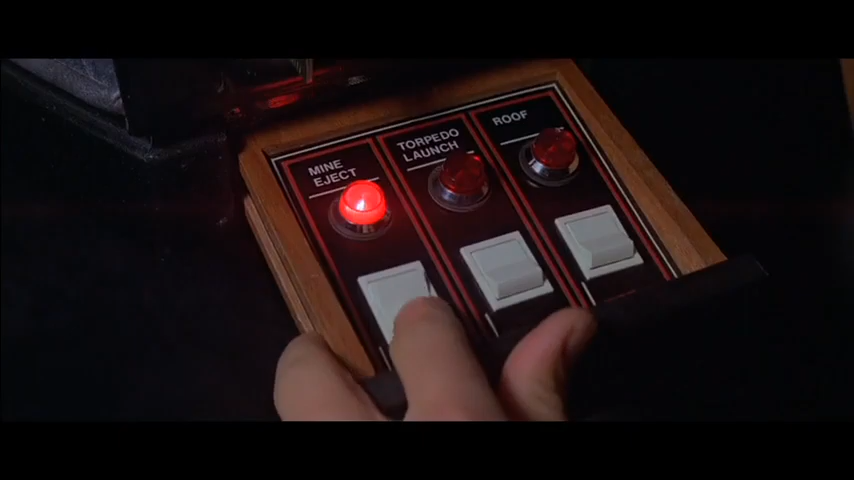 MINE
EJECT
TORPEDO
LAUNCH
ROOF